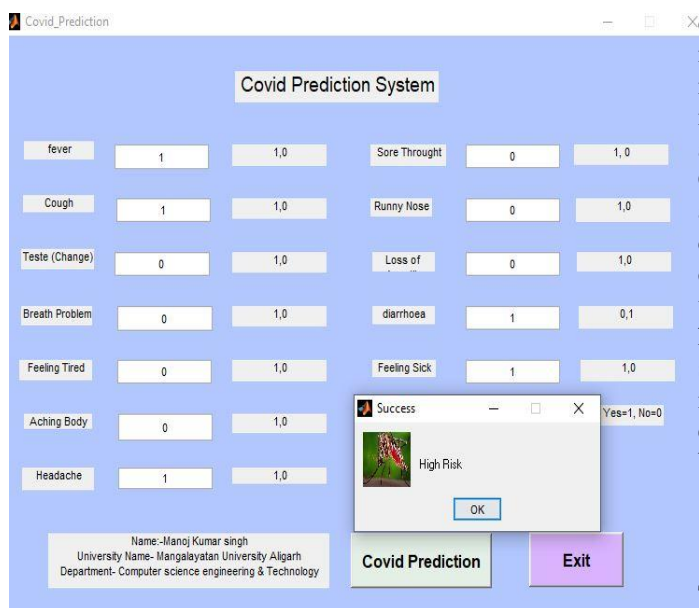 Covid_Prediction
Covid Prediction System
fever 1 1,0 Sore Throught 0 1, 0
Cough 1 1,0 Runny Nose 0 1,0
Teste (Change) 0 1,0 Loss of 0 1,0
Breath Problem 0 1,0 diarrhoea 1 0,1
Feeling Tired 0 1,0 Feeling Sick 1 1,0
Aching Body 0 1,0 Success Yes=1, No=0
High Risk
Headache 1 1,0 OK
Name:-Manoj Kumar singh
University Name- Mangalayatan University Aligarh
Department- Computer science engineering & Technology
Covid Prediction
Exit